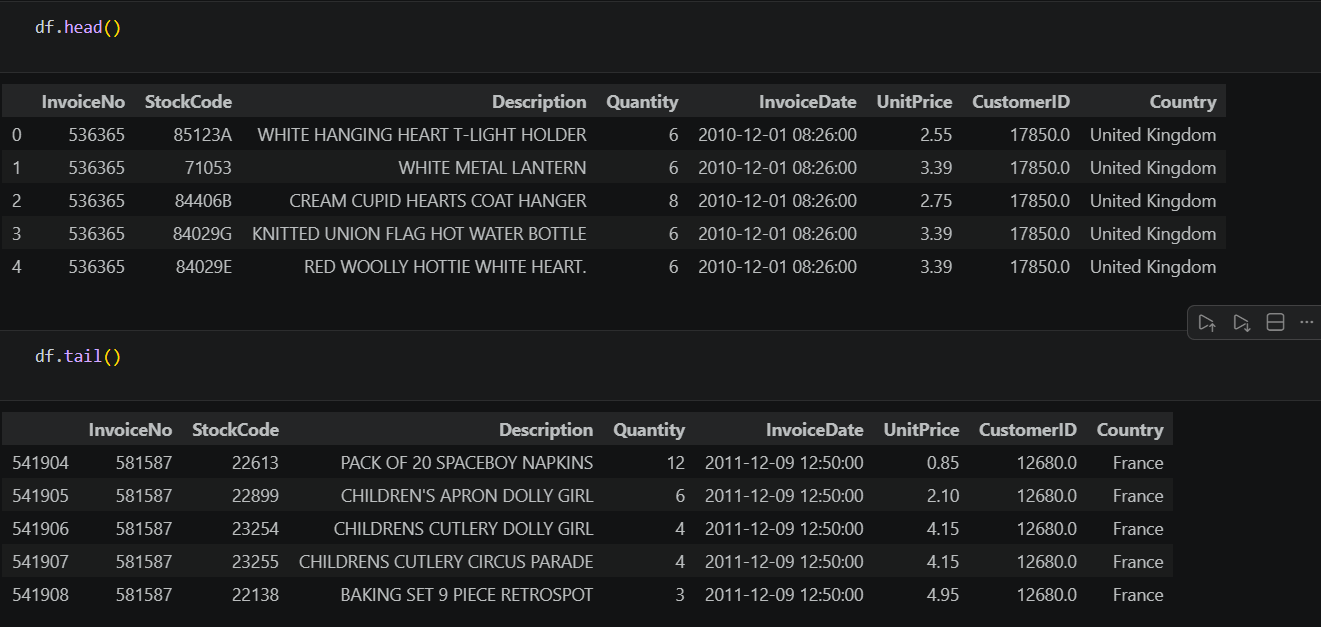 df.head()
InvoiceNo StockCode Description Quantity InvoiceDate UnitPrice CustomerID Country
0 536365 85123A WHITE HANGING HEART T-LIGHT HOLDER 6 2010-12-01 08:26:00 2.55 17850.0 United Kingdom
1 536365 71053 WHITE METAL LANTERN 6 2010-12-01 08:26:00 3.39 17850.0 United Kingdom
2 536365 84406B CREAM CUPID HEARTS COAT HANGER 8 2010-12-01 08:26:00 2.75 17850.0 United Kingdom
3 536365 84029G KNITTED UNION FLAG HOT WATER BOTTLE 6 2010-12-01 08:26:00 3.39 17850.0 United Kingdom
4 536365 84029E RED WOOLLY HOTTIE WHITE HEART. 6 2010-12-01 08:26:00 3.39 17850.0 United Kingdom
df.tail()
InvoiceNo StockCode Description Quantity InvoiceDate UnitPrice CustomerID Country
541904 581587 22613 PACK OF 20 SPACEBOY NAPKINS 12 2011-12-09 12:50:00 0.85 12680.0 France
541905 581587 22899 CHILDREN'S APRON DOLLY GIRL 6 2011-12-09 12:50:00 2.10 12680.0 France
541906 581587 23254 CHILDRENS CUTLERY DOLLY GIRL 4 2011-12-09 12:50:00 4.15 12680.0 France
541907 581587 23255 CHILDRENS CUTLERY CIRCUS PARADE 4 2011-12-09 12:50:00 4.15 12680.0 France
541908 581587 22138 BAKING SET 9 PIECE RETROSPOT 3 2011-12-09 12:50:00 4.95 12680.0 France